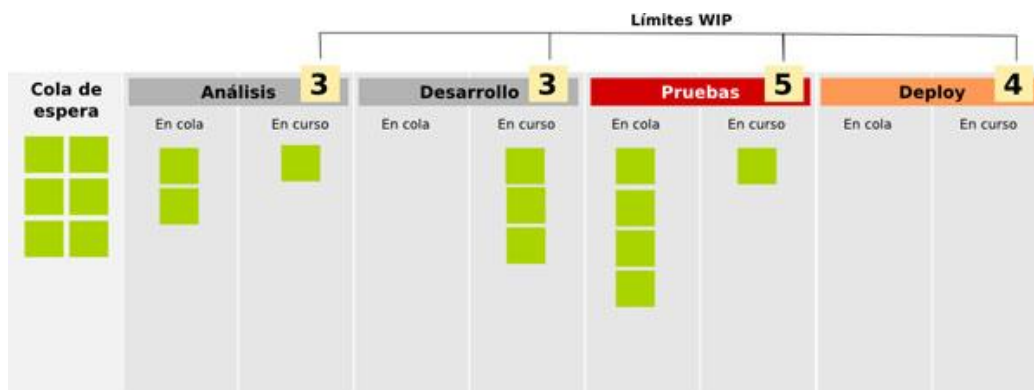 Límites WIP
Cola de
espera
Análisis 3
Desarrollo 3
Pruebas 5
Deploy 4
En cola
En curso
En cola
En curso
En cola
En curso
En cola
En curso